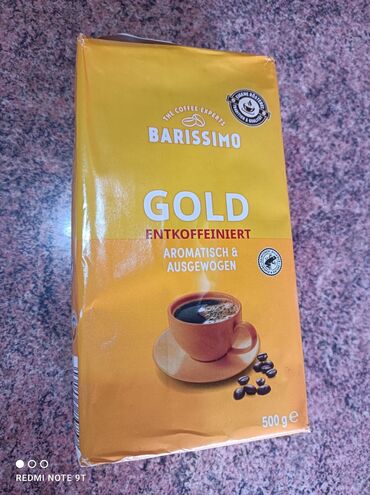 THE COFFEE EXPERTS
BARISSIMO
GOLD
ENTKOFFEINIERT
AROMATISCH &
AUSGEWOGEN
500 g e
REDMI NOTE 9T